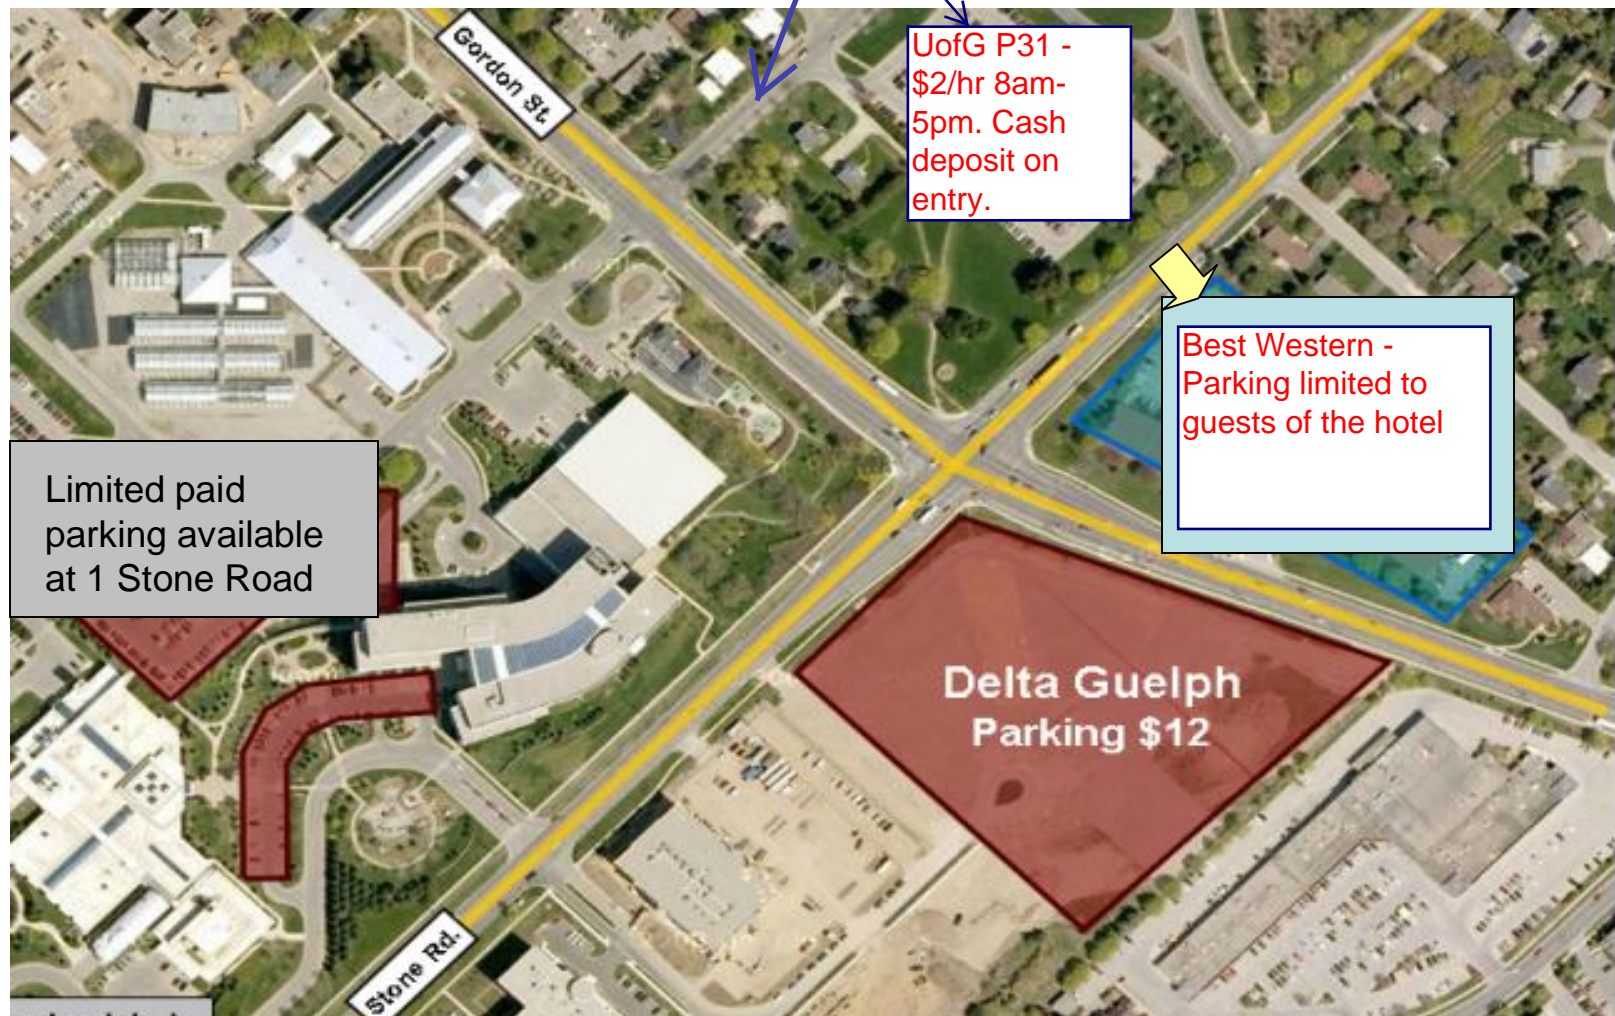 Gordon St.
UofG P31 -
$2/hr 8am-
5pm. Cash
deposit on
entry.
Best Western -
Parking limited to
guests of the hotel
Limited paid
parking available
at 1 Stone Road
Delta Guelph
Parking $12
Stone Rd.